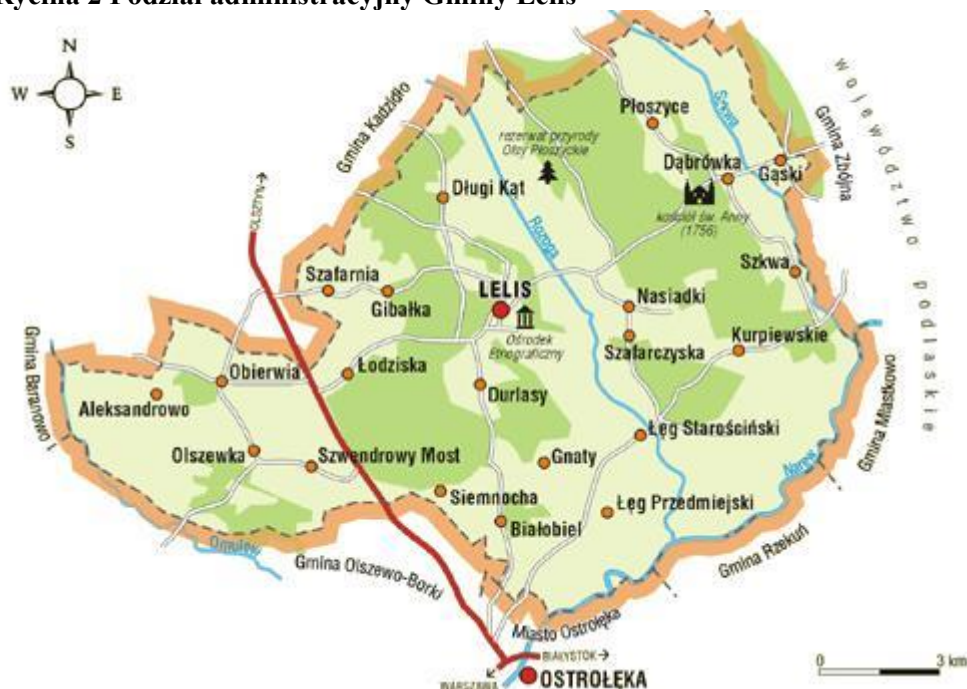 Rycina 2 Podział administracyjny Gminy Lelis
N
W
E
S
Gmina Kadzidło
województwo podlaskie
Gmina Zbójna
Szkwa
Płoszyce
rezerwat przyrody
Olsy Płoszyckie
Dąbrówka
Gąski
kościół św. Anny
(1756)
Długi Kąt
OLSZTYN →
Rozoga
Szkwa
Szafarnia
Gibałka
LELIS
Ośrodek
Etnograficzny
Nasiadki
Szafarczyska
Kurpiewskie
Gmina Baranowo
Obierwia
Łodziska
Aleksandrowo
Durlasy
Gmina Miastkowo
Olszewka
Szwendrowy Most
Łęg Starościński
Gnaty
Narew
Siemnocha
Łęg Przedmiejski
Białobiel
Omulew
Gmina Olszewo-Borki
Gmina Rzekuń
Miasto Ostrołęka
BIAŁYSTOK →
WARSZAWA
OSTROŁĘKA
0
3 km